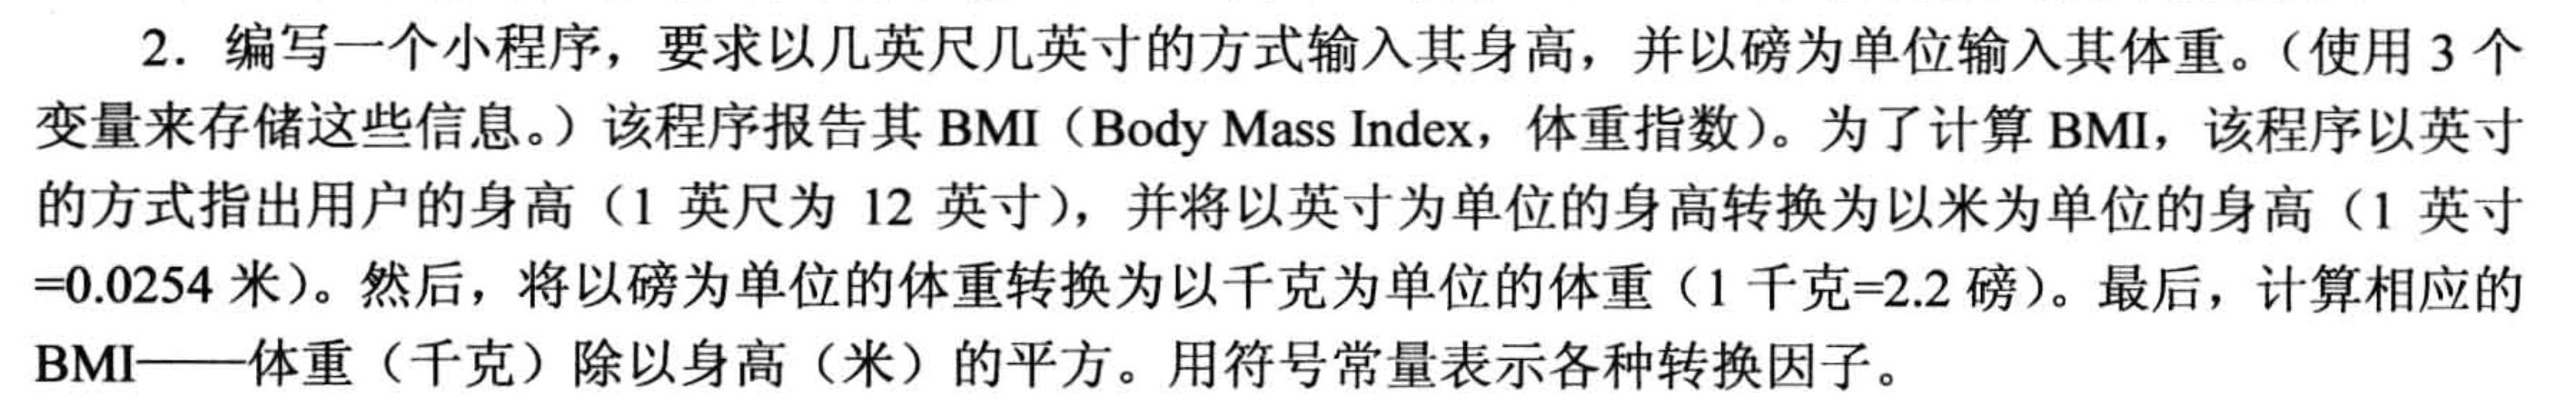 2．编写一个小程序，要求以几英尺几英寸的方式输入其身高，并以磅为单位输入其体重。（使用 3 个
变量来存储这些信息。）该程序报告其 BMI（Body Mass Index，体重指数）。为了计算 BMI，该程序以英寸
的方式指出用户的身高（1 英尺为 12 英寸），并将以英寸为单位的身高转换为以米为单位的身高（1 英寸
=0.0254 米）。然后，将以磅为单位的体重转换为以千克为单位的体重（1 千克=2.2 磅）。最后，计算相应的
BMI——体重（千克）除以身高（米）的平方。用符号常量表示各种转换因子。